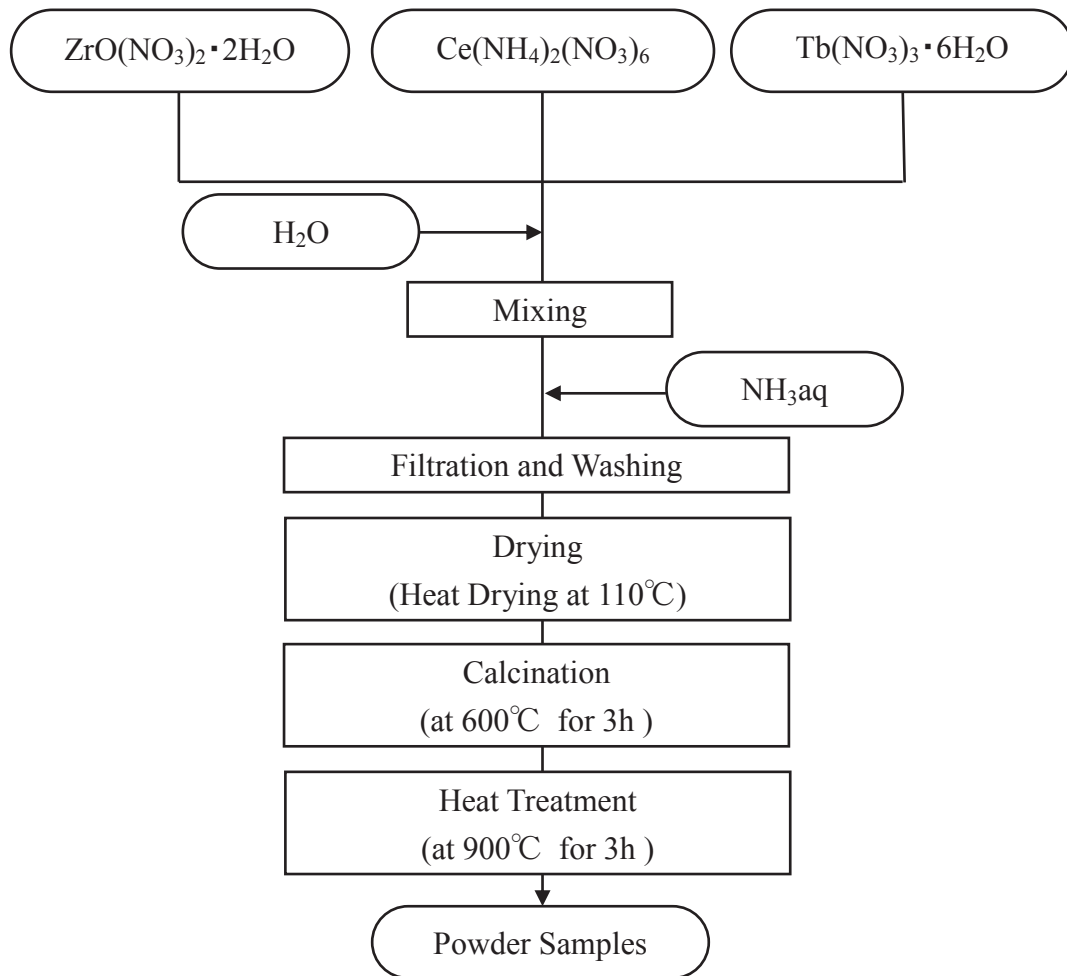 ZrO(NO₃)₂・2H₂O
Ce(NH₄)₂(NO₃)₆
Tb(NO₃)₃・6H₂O
H₂O
Mixing
NH₃aq
Filtration and Washing
Drying
(Heat Drying at 110℃)
Calcination
(at 600℃ for 3h )
Heat Treatment
(at 900℃ for 3h )
Powder Samples